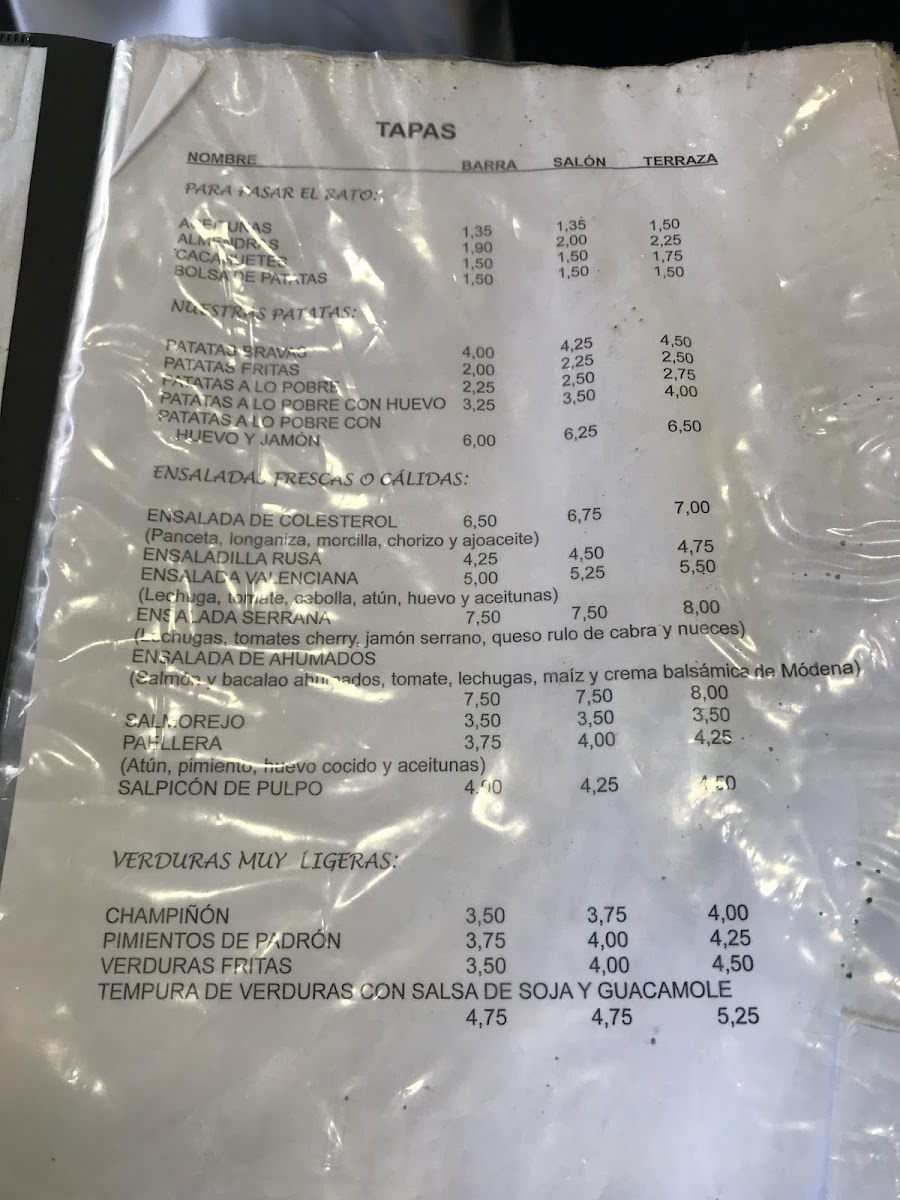 TAPAS
NOMBRE BARRA SALÓN TERRAZA
PARA PASAR EL RATO:
ACEITUNAS 1,35 1,35 1,50
ALMENDRAS 1,90 2,00 2,25
CACAHUETES 1,50 1,50 1,75
BOLSA DE PATATAS 1,50 1,50 1,50
NUESTRAS PATATAS:
PATATAS BRAVAS 4,00 4,25 4,50
PATATAS FRITAS 2,00 2,25 2,50
PATATAS A LO POBRE 2,25 2,50 2,75
PATATAS A LO POBRE CON HUEVO 3,25 3,50 4,00
PATATAS A LO POBRE CON
HUEVO Y JAMÓN 6,00 6,25 6,50
ENSALADAS FRESCAS O CÁLIDAS:
ENSALADA DE COLESTEROL 6,50 6,75 7,00
(Panceta, longaniza, morcilla, chorizo y ajoaceite)
ENSALADILLA RUSA 4,25 4,50 4,75
ENSALADA VALENCIANA 5,00 5,25 5,50
(Lechuga, tomate, cebolla, atún, huevo y aceitunas)
ENSALADA SERRANA 7,50 7,50 8,00
(Lechugas, tomates cherry, jamón serrano, queso rulo de cabra y nueces)
ENSALADA DE AHUMADOS
(Salmón y bacalao ahumados, tomate, lechugas, maíz y crema balsámica de Módena)
7,50 7,50 8,00
SALMOREJO 3,50 3,50 3,50
PAELLERA 3,75 4,00 4,25
(Atún, pimiento, huevo cocido y aceitunas)
SALPICÓN DE PULPO 4,00 4,25 4,50
VERDURAS MUY LIGERAS:
CHAMPIÑÓN 3,50 3,75 4,00
PIMIENTOS DE PADRÓN 3,75 4,00 4,25
VERDURAS FRITAS 3,50 4,00 4,50
TEMPURA DE VERDURAS CON SALSA DE SOJA Y GUACAMOLE
4,75 4,75 5,25